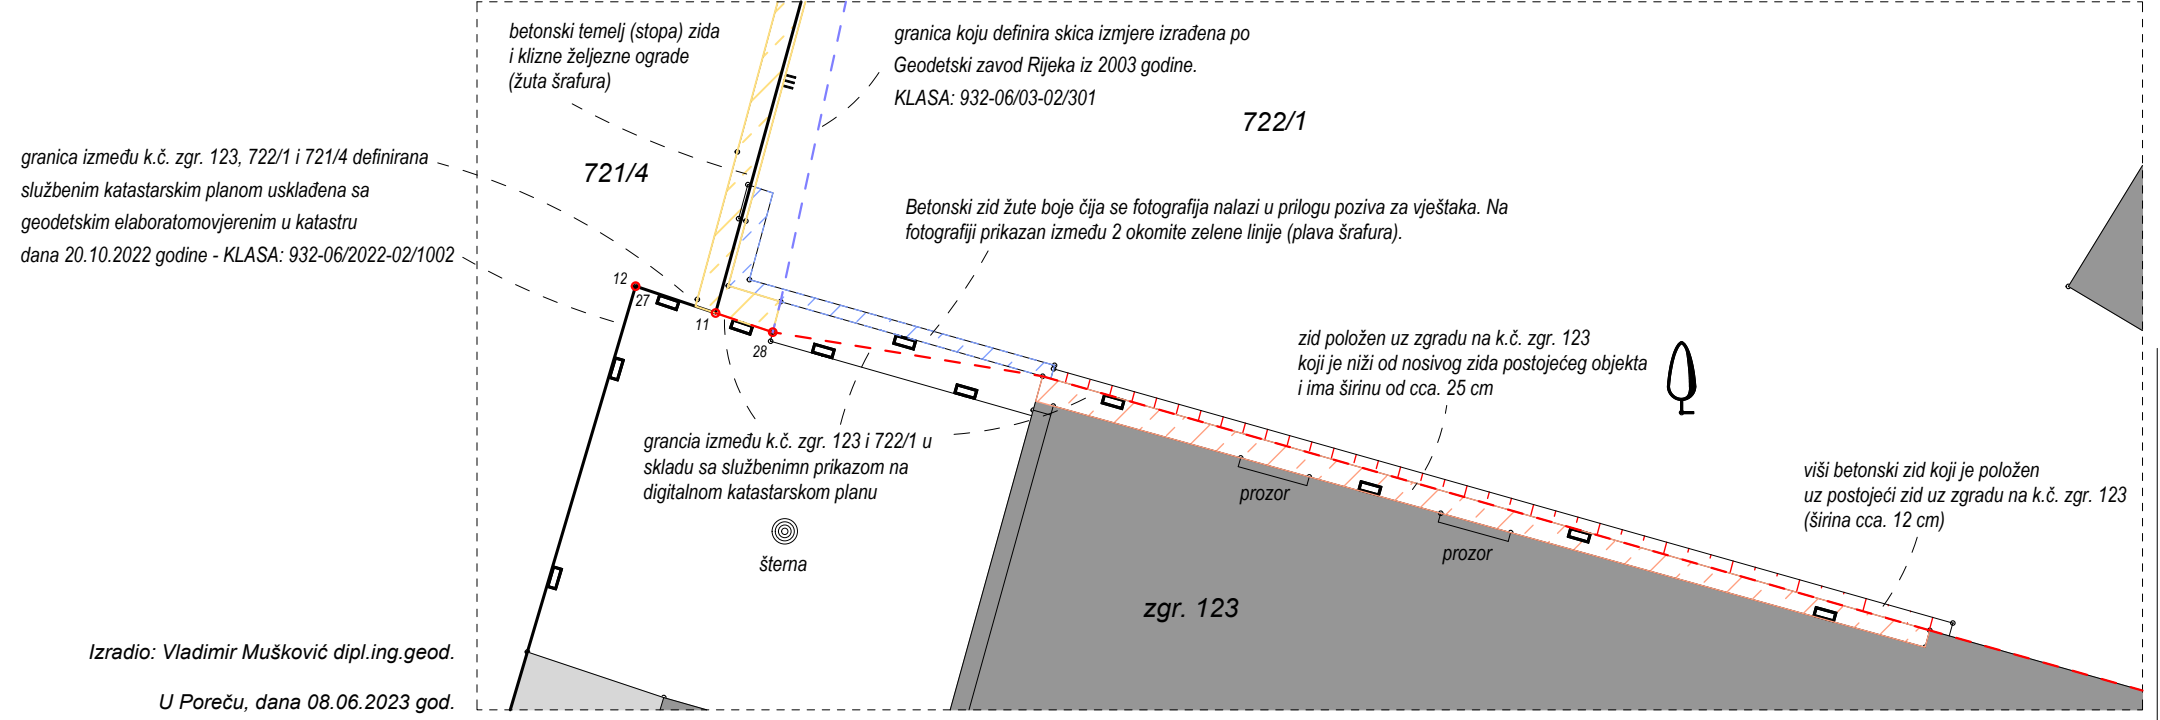 betonski temelj (stopa) zida
i klizne željezne ograde
(žuta šrafura)
granica koju definira skica izmjere izrađena po
Geodetski zavod Rijeka iz 2003 godine.
KLASA: 932-06/03-02/301
722/1
granica između k.č. zgr. 123, 722/1 i 721/4 definirana
službenim katastarskim planom usklađena sa
geodetskim elaboratomovjerenim u katastru
dana 20.10.2022 godine - KLASA: 932-06/2022-02/1002
721/4
Betonski zid žute boje čija se fotografija nalazi u prilogu poziva za vještaka. Na
fotografiji prikazan između 2 okomite zelene linije (plava šrafura).
12
27
11
28
zid položen uz zgradu na k.č. zgr. 123
koji je niži od nosivog zida postojećeg objekta
i ima širinu od cca. 25 cm
grancia između k.č. zgr. 123 i 722/1 u
skladu sa službenimn prikazom na
digitalnom katastarskom planu
prozor
prozor
viši betonski zid koji je položen
uz postojeći zid uz zgradu na k.č. zgr. 123
(širina cca. 12 cm)
šterna
zgr. 123
Izradio: Vladimir Mušković dipl.ing.geod.
U Poreču, dana 08.06.2023 god.